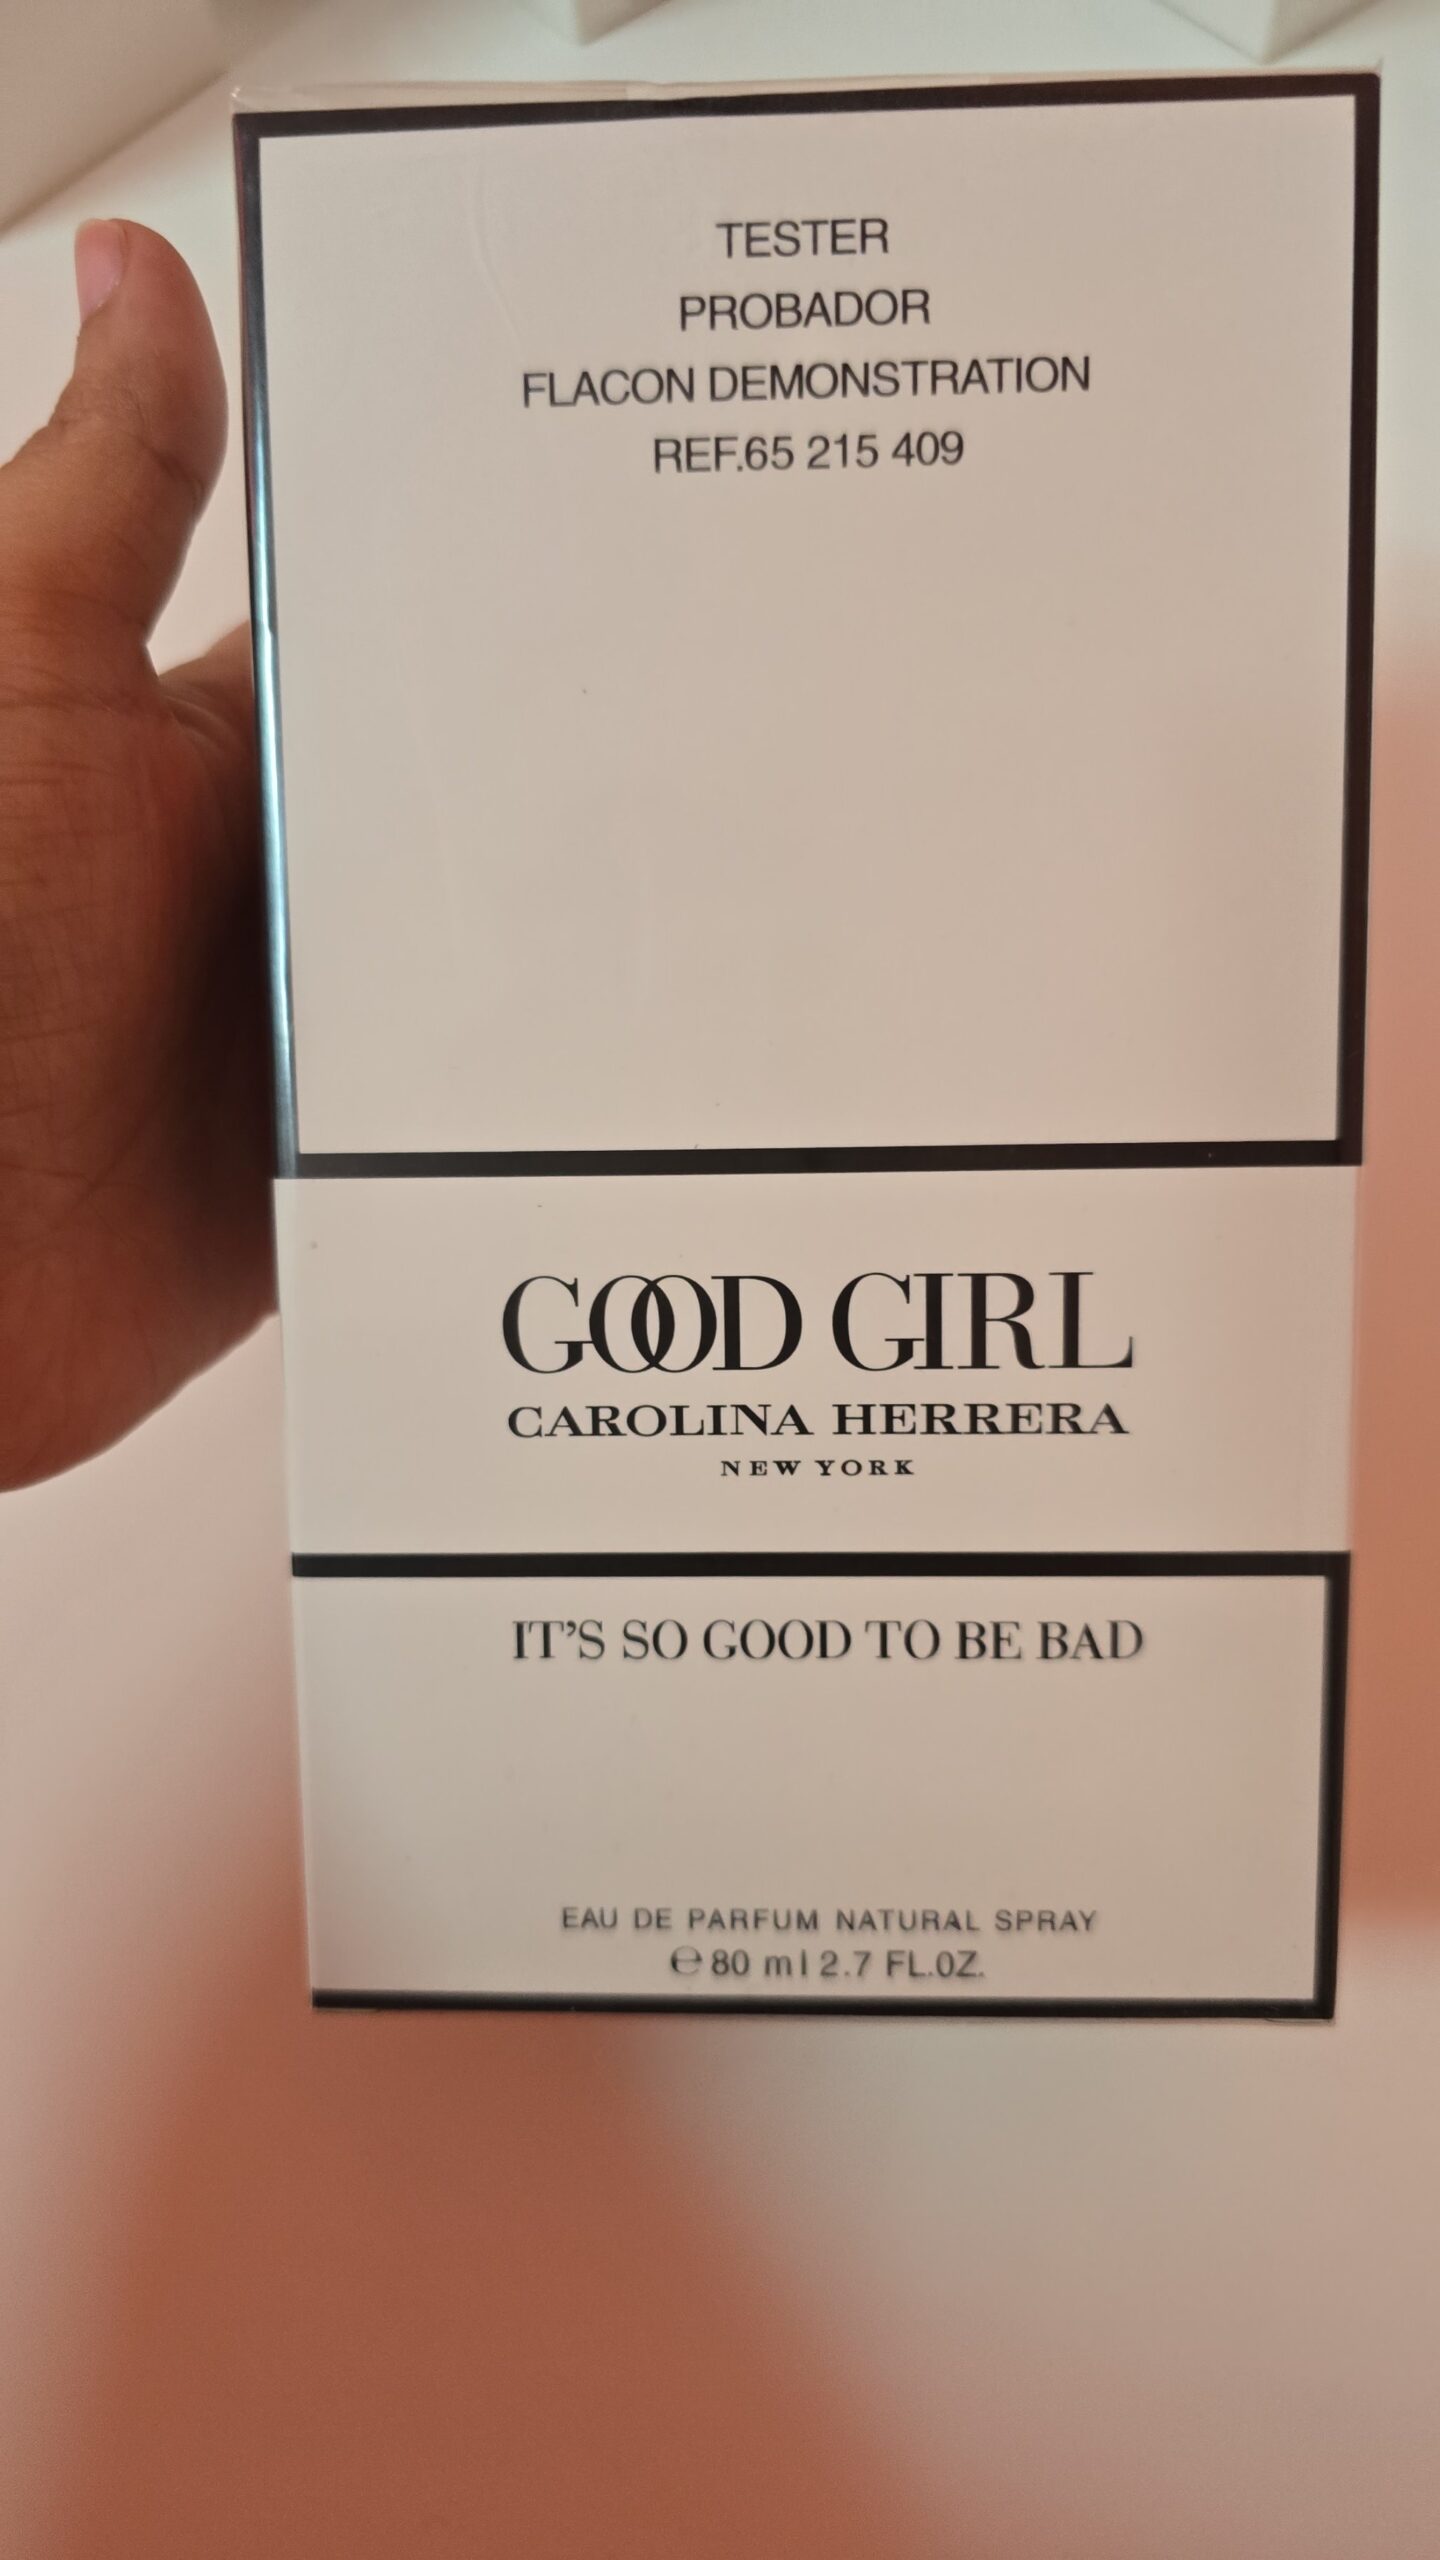 TESTER
PROBADOR
FLACON DEMONSTRATION
REF.65 215 409
GOOD GIRL
CAROLINA HERRERA
NEW YORK
IT'S SO GOOD TO BE BAD
EAU DE PARFUM NATURAL SPRAY
℮ 80 ml 2.7 FL.OZ.